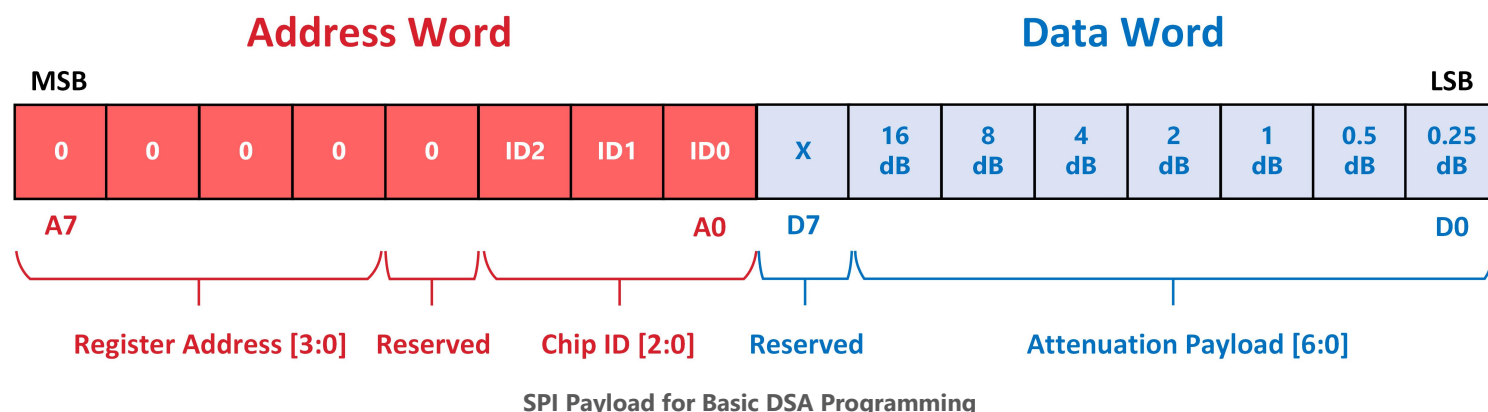 Address Word Data Word
MSB LSB
0 0 0 0 0 ID2 ID1 ID0 X 16 dB 8 dB 4 dB 2 dB 1 dB 0.5 dB 0.25 dB
A7 A0 D7 D0
Register Address [3:0] Reserved Chip ID [2:0] Reserved Attenuation Payload [6:0]
SPI Payload for Basic DSA Programming